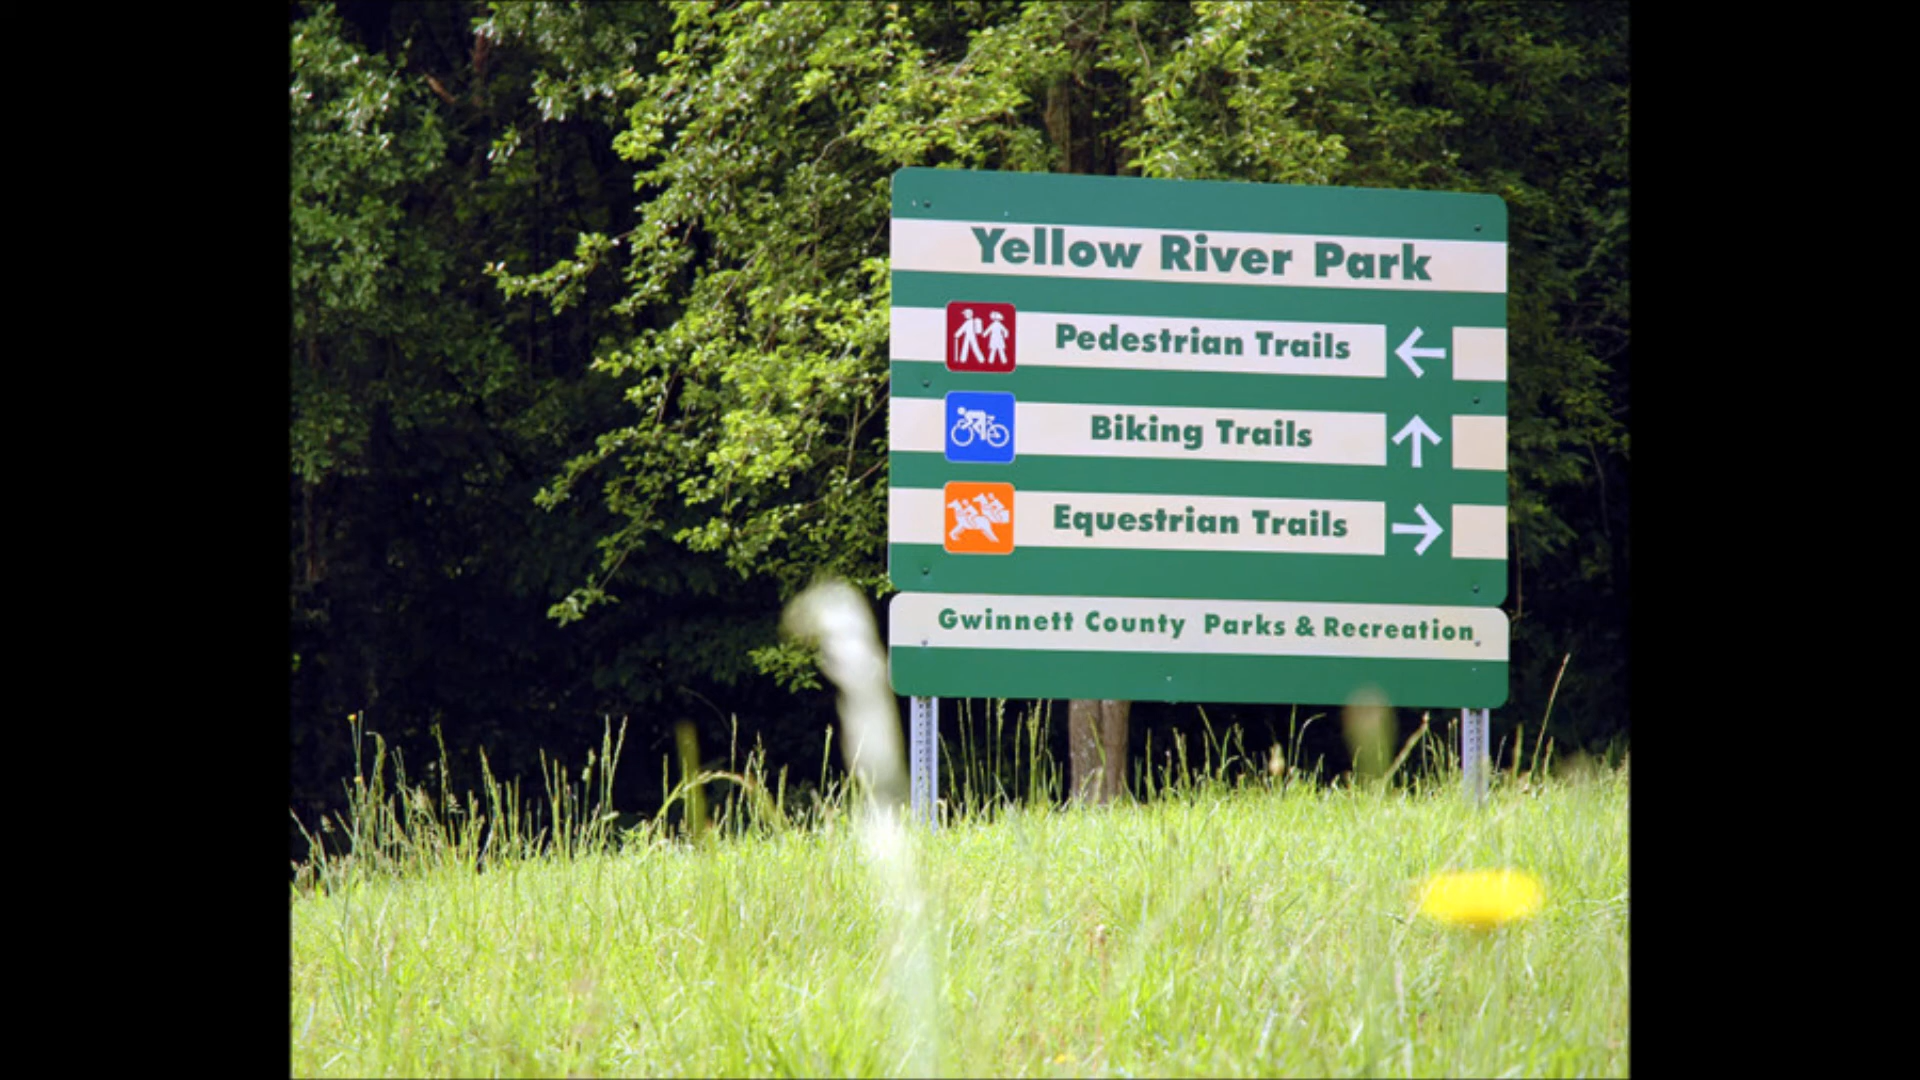 Yellow River Park
Pedestrian Trails
Biking Trails
Equestrian Trails
Gwinnett County Parks & Recreation